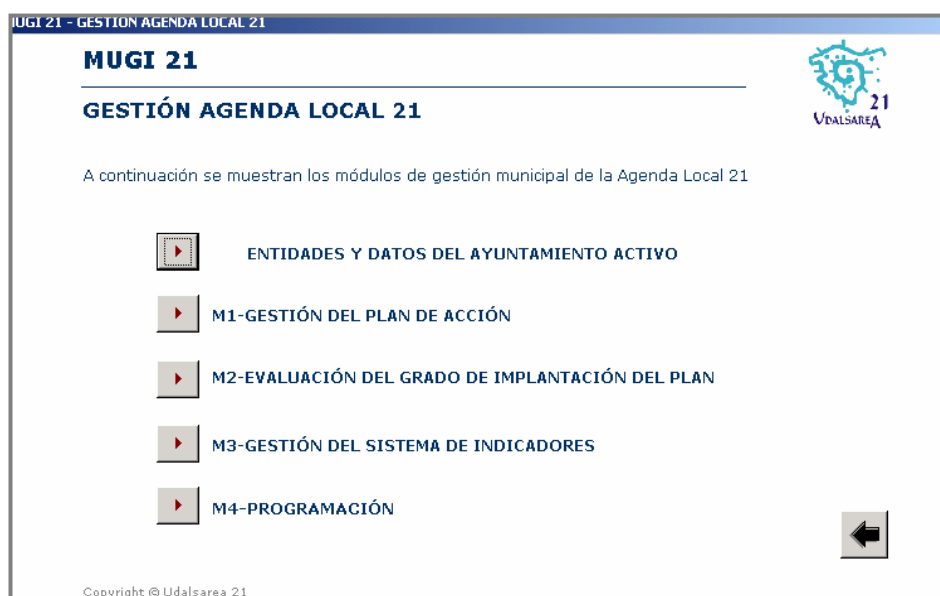 MUGI 21 - GESTIÓN AGENDA LOCAL 21
MUGI 21
GESTIÓN AGENDA LOCAL 21
21
UDALSAREA
A continuación se muestran los módulos de gestión municipal de la Agenda Local 21
ENTIDADES Y DATOS DEL AYUNTAMIENTO ACTIVO
M1-GESTIÓN DEL PLAN DE ACCIÓN
M2-EVALUACIÓN DEL GRADO DE IMPLANTACIÓN DEL PLAN
M3-GESTIÓN DEL SISTEMA DE INDICADORES
M4-PROGRAMACIÓN
Copyright © Udalsarea 21